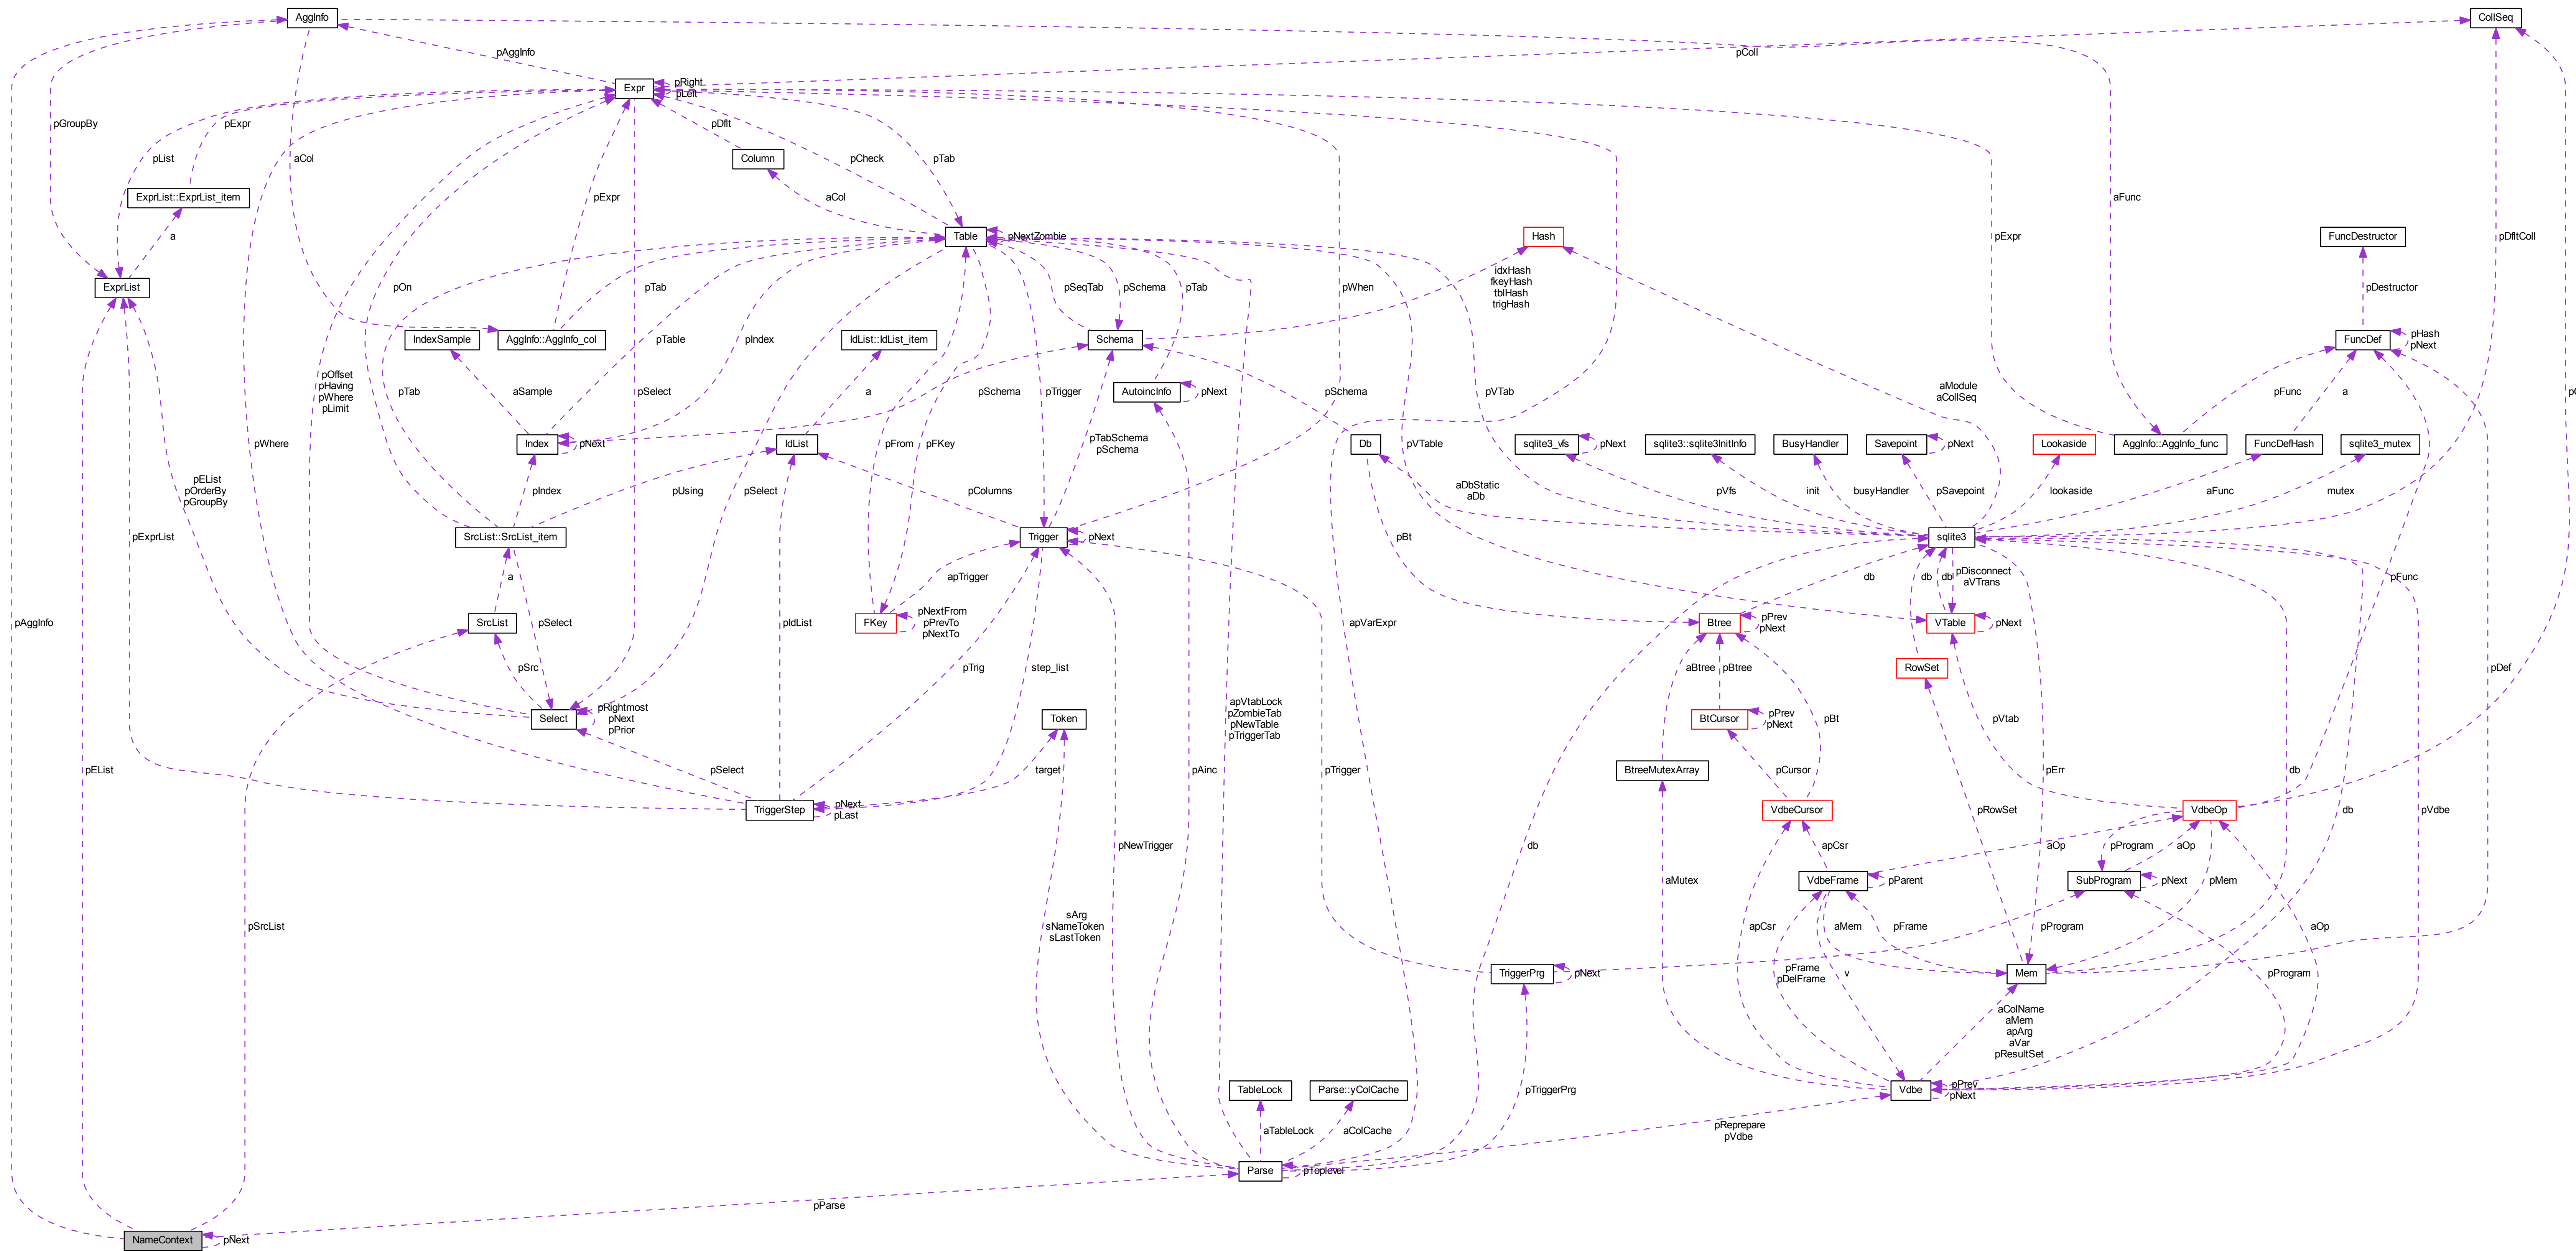 AggInfo
CollSeq
pAggInfo
pColl
Expr
pRight
pLeft
pGroupBy
pExpr
pList
aCol
Column
pDflt
pCheck
pTab
ExprList::ExprList_item
pExpr
aCol
aFunc
a
Table
pNextZombie
Hash
FuncDestructor
pExpr
pDfltColl
ExprList
pOn
pTab
pSeqTab
pSchema
pTab
pWhen
idxHash
fkeyHash
tblHash
trigHash
pDestructor
IndexSample
AggInfo::AggInfo_col
pTable
pIndex
IdList::IdList_item
Schema
FuncDef
pHash
pNext
pOffset
pHaving
pWhere
pLimit
pTab
aSample
pSelect
a
pSchema
pTrigger
AutoincInfo
pNext
pSchema
pVTab
aModule
aCollSeq
pFunc
a
pWhere
Index
pNext
IdList
pFrom
pFKey
pTabSchema
pSchema
Db
pVTable
sqlite3_vfs
pNext
sqlite3::sqlite3InitInfo
BusyHandler
Savepoint
pNext
Lookaside
AggInfo::AggInfo_func
FuncDefHash
sqlite3_mutex
pEList
pOrderBy
pGroupBy
pIndex
pUsing
pSelect
pColumns
aDbStatic
aDb
pVfs
init
busyHandler
pSavepoint
lookaside
aFunc
mutex
pExprList
SrcList::SrcList_item
Trigger
pNext
pBt
sqlite3
a
apTrigger
db
db
db
pDisconnect
aVTrans
pFunc
pAggInfo
SrcList
pSelect
pIdList
FKey
pNextFrom
pPrevTo
pNextTo
apVarExpr
Btree
pPrev
pNext
VTable
pNext
pSrc
pTrig
step_list
aBtree
pBtree
RowSet
pDef
Select
pRightmost
pNext
pPrior
Token
apVtabLock
pZombieTab
pNewTable
pTriggerTab
BtCursor
pPrev
pNext
pBt
pVtab
pEList
pSelect
target
pAinc
pTrigger
BtreeMutexArray
pCursor
pErr
db
TriggerStep
pNext
pLast
VdbeCursor
pRowSet
db
pVdbe
VdbeOp
pNewTrigger
db
apCsr
aOp
pProgram
aOp
aMutex
VdbeFrame
pParent
pMem
SubProgram
pNext
pSrcList
sArg
sNameToken
sLastToken
apCsr
aMem
pFrame
pProgram
aOp
TriggerPrg
pNext
pFrame
pDelFrame
v
Mem
pProgram
aColName
aMem
apArg
aVar
pResultSet
TableLock
Parse::yColCache
pTriggerPrg
Vdbe
pPrev
pNext
aTableLock
aColCache
pReprepare
pVdbe
Parse
pToplevel
pParse
NameContext
pNext